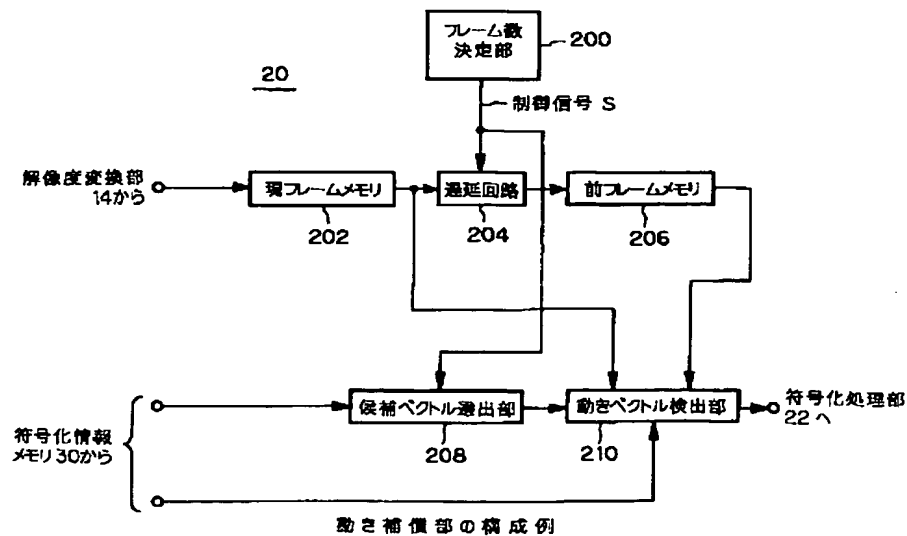 フレーム数
決定部
200
20
制御信号 S
解像度変換部
14から
現フレームメモリ
202
遅延回路
204
前フレームメモリ
206
符号化情報
メモリ30から
候補ベクトル選出部
208
動きベクトル検出部
210
符号化処理部
22へ
動き補償部の構成例